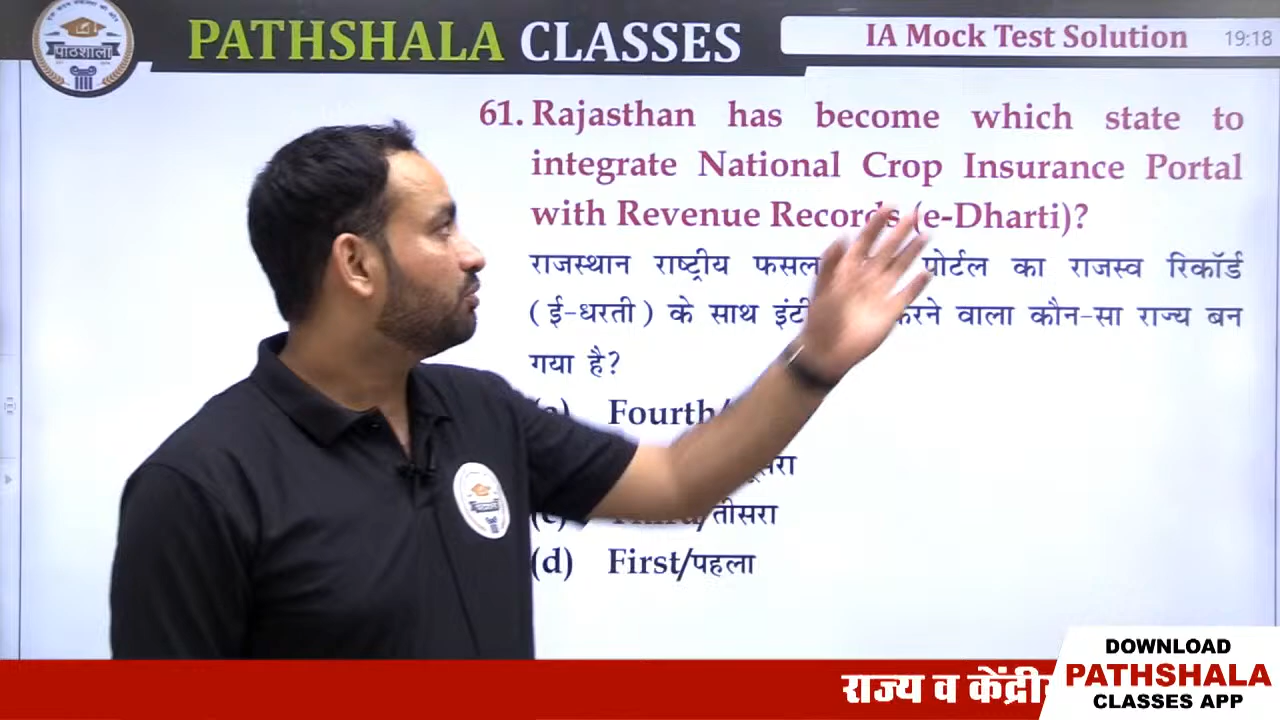 पाठशाला
PATHSHALA CLASSES
IA Mock Test Solution
19:18
61. Rajasthan has become which state to
integrate National Crop Insurance Portal
with Revenue Records (e-Dharti)?
राजस्थान राष्ट्रीय फसल पोर्टल का राजस्व रिकॉर्ड
(ई-धरती) के साथ करने वाला कौन-सा राज्य बन
गया है?
(a) Fourth/
दूसरा
(c) Third/तीसरा
(d) First/पहला
राज्य व
DOWNLOAD
PATHSHALA
CLASSES APP